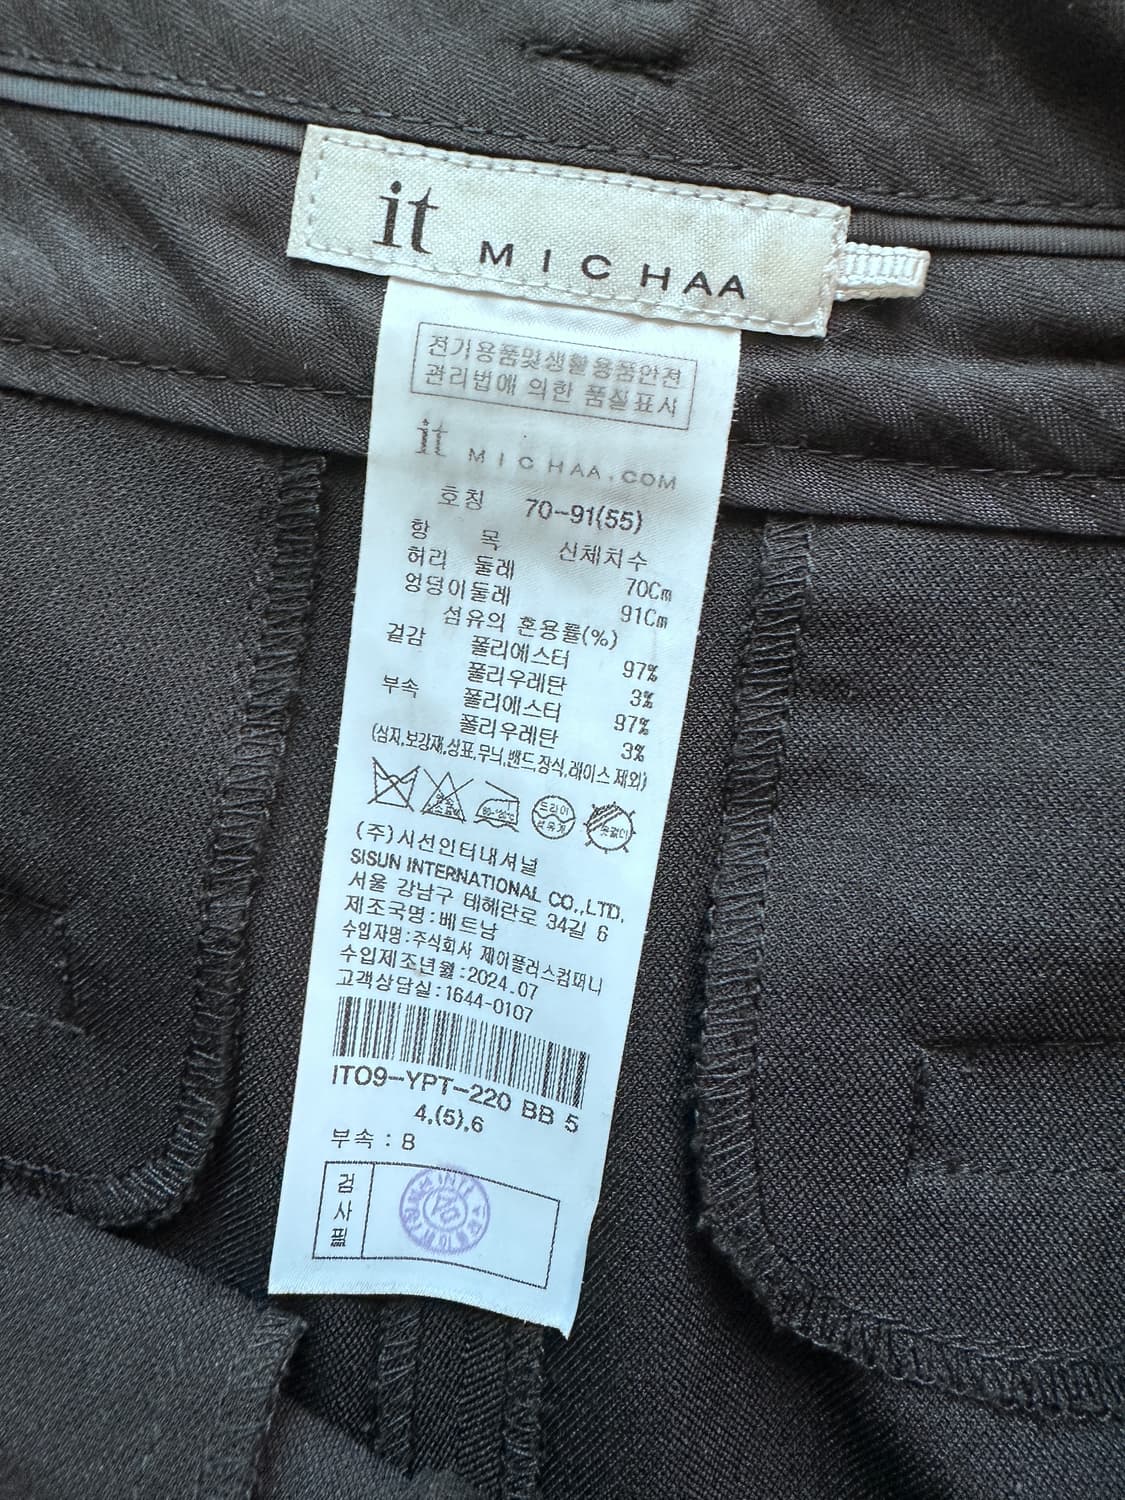 it MICHAA
전기용품및생활용품안전
관리법에 의한 품질표시
it MICHAA.COM
호칭 70-91(55)
항 목 신체치수
허리 둘레 70Cm
엉덩이둘레 91Cm
섬유의 혼용률(%)
겉감 폴리에스터 97%
폴리우레탄 3%
부속 폴리에스터 97%
폴리우레탄 3%
(심지,보강재,상표,무늬,밴드,장식,레이스 제외)
드라이
(주)시선인터내셔널
SISUN INTERNATIONAL CO.,LTD.
서울 강남구 테헤란로 34길 6
제조국명:베트남
수입자명:주식회사 제이플러스컴퍼니
수입제조년월:2024.07
고객상담실:1644-0107
ITO9-YPT-220 BB 5
4,(5),6
부속 : B
검
사
필